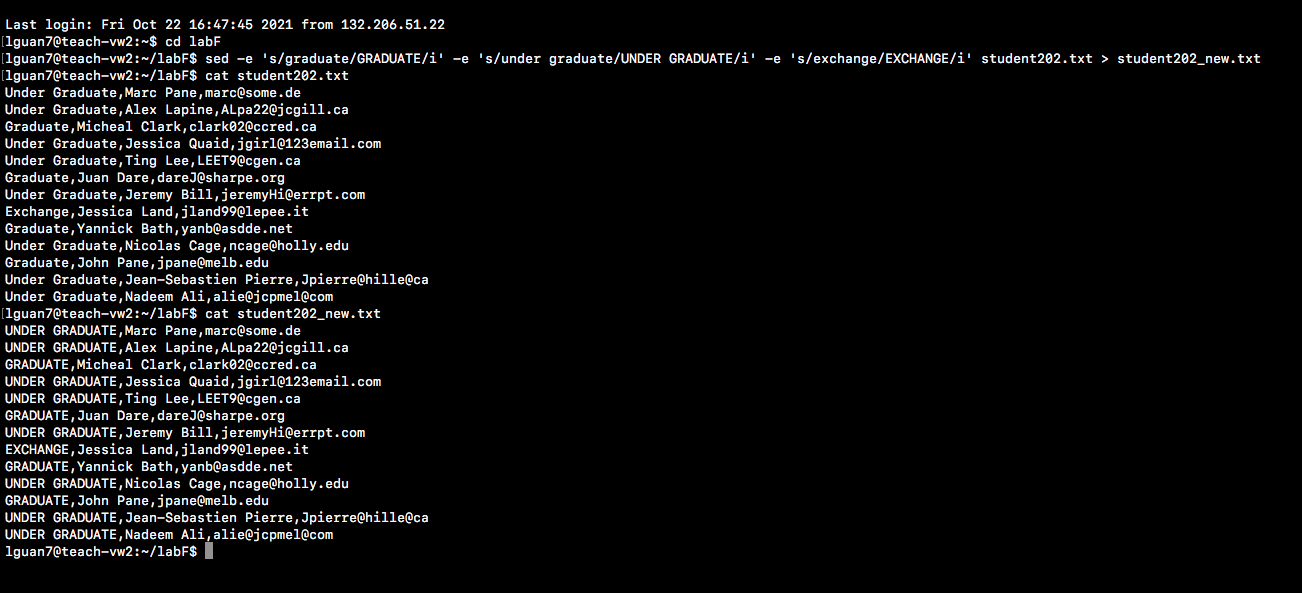 Last login: Fri Oct 22 16:47:45 2021 from 132.206.51.22
[lguan7@teach-vw2:~$ cd labF
[lguan7@teach-vw2:~/labF$ sed -e 's/graduate/GRADUATE/i' -e 's/under graduate/UNDER GRADUATE/i' -e 's/exchange/EXCHANGE/i' student202.txt > student202_new.txt
[lguan7@teach-vw2:~/labF$ cat student202.txt
Under Graduate,Marc Pane,marc@some.de
Under Graduate,Alex Lapine,ALpa22@jcgill.ca
Graduate,Micheal Clark,clark02@ccred.ca
Under Graduate,Jessica Quaid,jgirl@123email.com
Under Graduate,Ting Lee,LEET9@cgen.ca
Graduate,Juan Dare,dareJ@sharpe.org
Under Graduate,Jeremy Bill,jeremyHi@errpt.com
Exchange,Jessica Land,jland99@lepee.it
Graduate,Yannick Bath,yanb@asdde.net
Under Graduate,Nicolas Cage,ncage@holly.edu
Graduate,John Pane,jpane@melb.edu
Under Graduate,Jean-Sebastien Pierre,Jpierre@hille@ca
Under Graduate,Nadeem Ali,alie@jcpmel@com
[lguan7@teach-vw2:~/labF$ cat student202_new.txt
UNDER GRADUATE,Marc Pane,marc@some.de
UNDER GRADUATE,Alex Lapine,ALpa22@jcgill.ca
GRADUATE,Micheal Clark,clark02@ccred.ca
UNDER GRADUATE,Jessica Quaid,jgirl@123email.com
UNDER GRADUATE,Ting Lee,LEET9@cgen.ca
GRADUATE,Juan Dare,dareJ@sharpe.org
UNDER GRADUATE,Jeremy Bill,jeremyHi@errpt.com
EXCHANGE,Jessica Land,jland99@lepee.it
GRADUATE,Yannick Bath,yanb@asdde.net
UNDER GRADUATE,Nicolas Cage,ncage@holly.edu
GRADUATE,John Pane,jpane@melb.edu
UNDER GRADUATE,Jean-Sebastien Pierre,Jpierre@hille@ca
UNDER GRADUATE,Nadeem Ali,alie@jcpmel@com
lguan7@teach-vw2:~/labF$